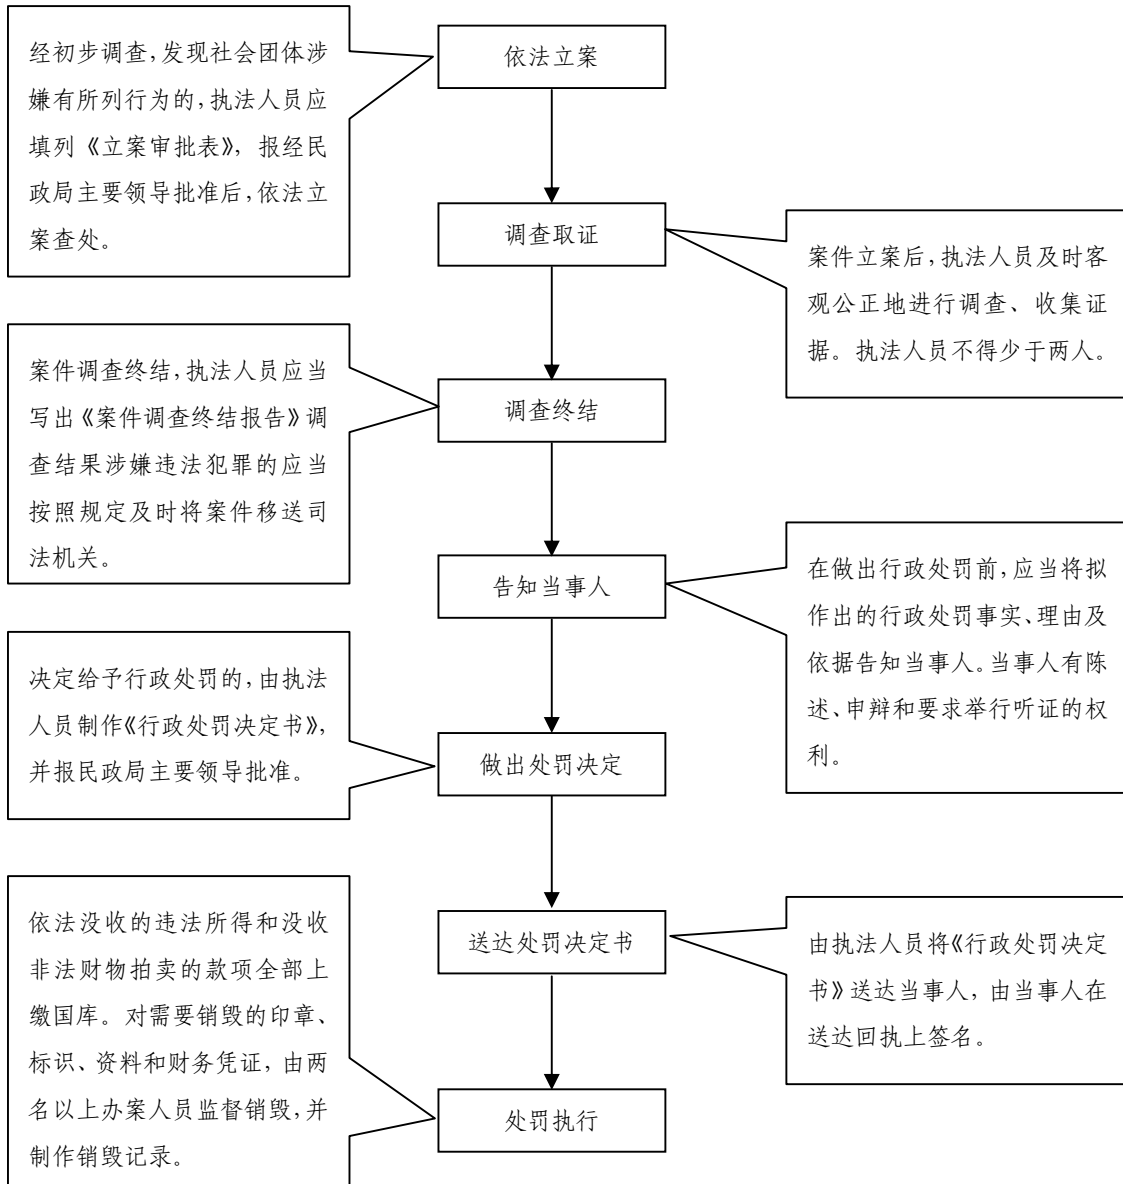 依法立案
经初步调查,发现社会团体涉
嫌有所列行为的,执法人员应
填列《立案审批表》，报经民
政局主要领导批准后,依法立
案查处。
调查取证
案件立案后,执法人员及时客
观公正地进行调查、收集证
据。执法人员不得少于两人。
调查终结
案件调查终结,执法人员应当
写出《案件调查终结报告》调
查结果涉嫌违法犯罪的应当
按照规定及时将案件移送司
法机关。
告知当事人
在做出行政处罚前,应当将拟
作出的行政处罚事实、理由及
依据告知当事人。当事人有陈
述、申辩和要求举行听证的权
利。
做出处罚决定
决定给予行政处罚的,由执法
人员制作《行政处罚决定书》,
并报民政局主要领导批准。
送达处罚决定书
由执法人员将《行政处罚决定
书》送达当事人，由当事人在
送达回执上签名。
处罚执行
依法没收的违法所得和没收
非法财物拍卖的款项全部上
缴国库。对需要销毁的印章、
标识、资料和财务凭证，由两
名以上办案人员监督销毁,并
制作销毁记录。